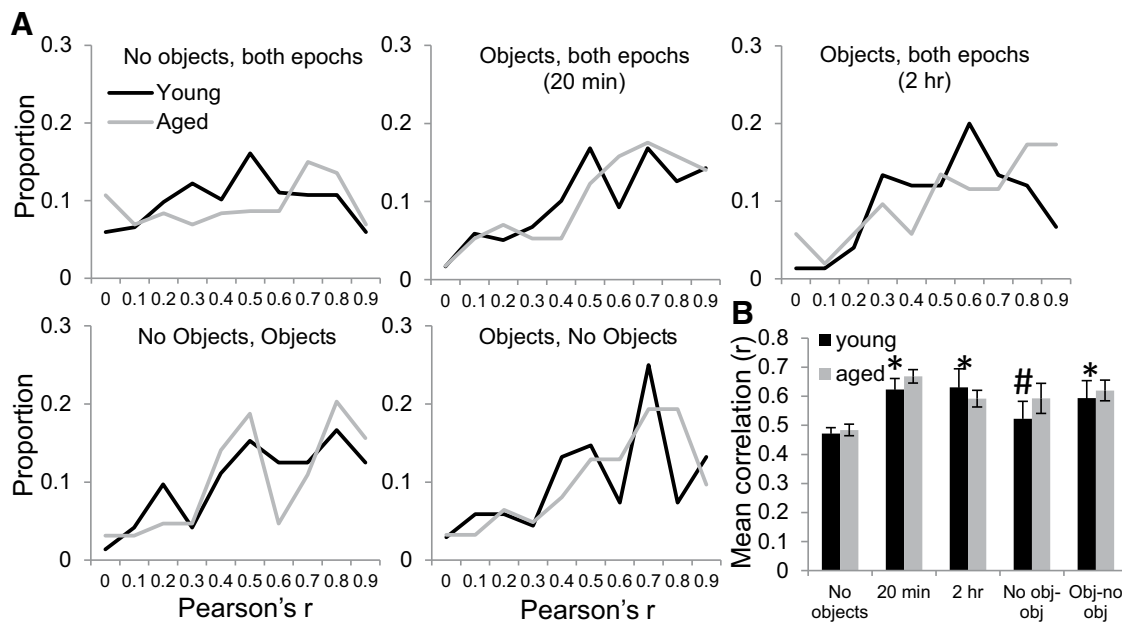 A
0.3
0.2
0.1
0
Proportion
No objects, both epochs
Young
Aged
0 0.1 0.2 0.3 0.4 0.5 0.6 0.7 0.8 0.9
0.3
0.2
0.1
0
Objects, both epochs
(20 min)
0 0.1 0.2 0.3 0.4 0.5 0.6 0.7 0.8 0.9
0.3
0.2
0.1
0
Objects, both epochs
(2 hr)
0 0.1 0.2 0.3 0.4 0.5 0.6 0.7 0.8 0.9
0.3
0.2
0.1
0
Proportion
No Objects, Objects
0 0.1 0.2 0.3 0.4 0.5 0.6 0.7 0.8 0.9
Pearson's r
0.3
0.2
0.1
0
Objects, No Objects
0 0.1 0.2 0.3 0.4 0.5 0.6 0.7 0.8 0.9
Pearson's r
B
0.8
0.7
0.6
0.5
0.4
0.3
0.2
0.1
0
Mean correlation (r)
young
aged
* * # *
No
objects
20 min
2 hr
No obj-
obj
Obj-no
obj